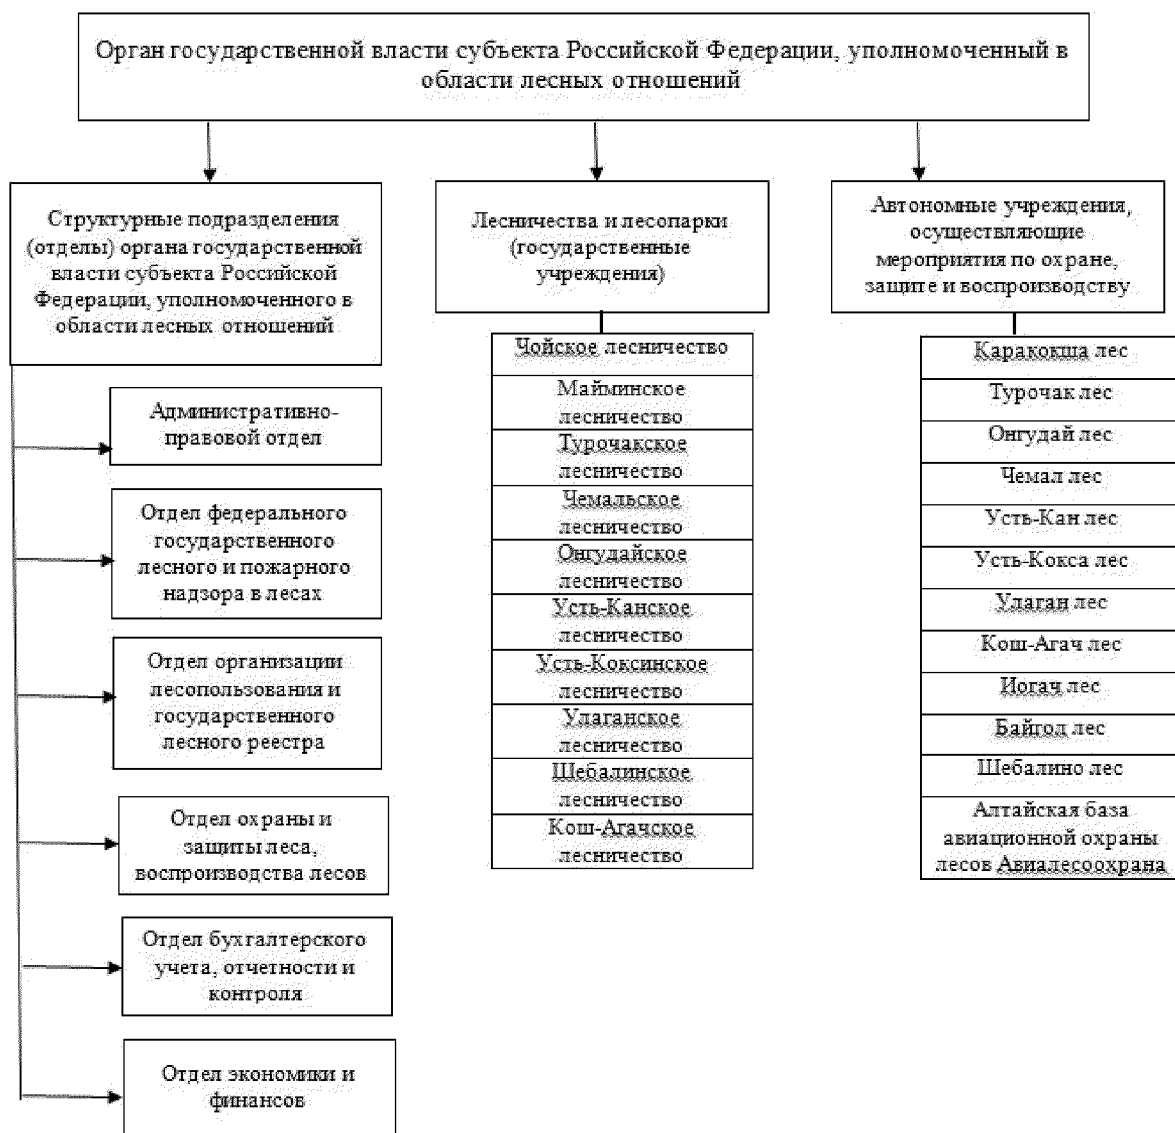 Орган государственной власти субъекта Российской Федерации, уполномоченный в
области лесных отношений
Структурные подразделения
(отделы) органа государственной
власти субъекта Российской
Федерации, уполномоченного в
области лесных отношений
Административно-
правовой отдел
Отдел федерального
государственного
лесного и пожарного
надзора в лесах
Отдел организации
лесопользования и
государственного
лесного реестра
Отдел охраны и
защиты леса,
воспроизводства лесов
Отдел бухгалтерского
учета, отчетности и
контроля
Отдел экономики и
финансов
Лесничества и лесопарки
(государственные
учреждения)
Чойское лесничество
Майминское
лесничество
Турочакское
лесничество
Чемальское
лесничество
Онгудайское
лесничество
Усть-Канское
лесничество
Усть-Коксинское
лесничество
Улаганское
лесничество
Шебалинское
лесничество
Кош-Агачское
лесничество
Автономные учреждения,
осуществляющие
мероприятия по охране,
защите и воспроизводству
Каракокша лес
Турочак лес
Онгудай лес
Чемал лес
Усть-Кан лес
Усть-Кокса лес
Улаган лес
Кош-Агач лес
Иогач лес
Байгол лес
Шебалино лес
Алтайская база
авиационной охраны
лесов Авиалесоохрана